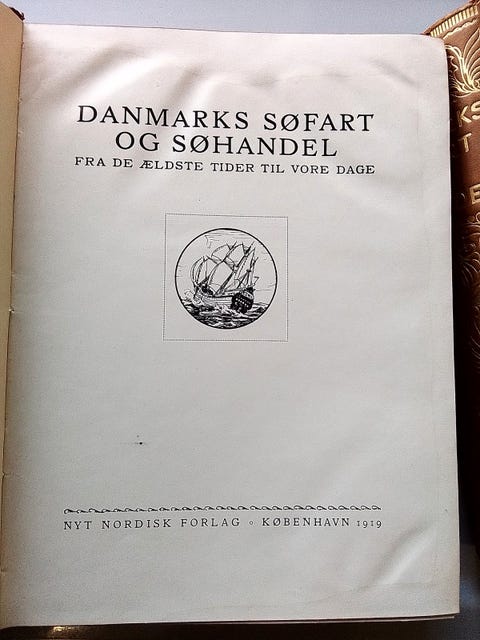 DANMARKS SØFART
OG SØHANDEL
FRA DE ÆLDSTE TIDER TIL VORE DAGE
NYT NORDISK FORLAG ◦ KØBENHAVN 1919